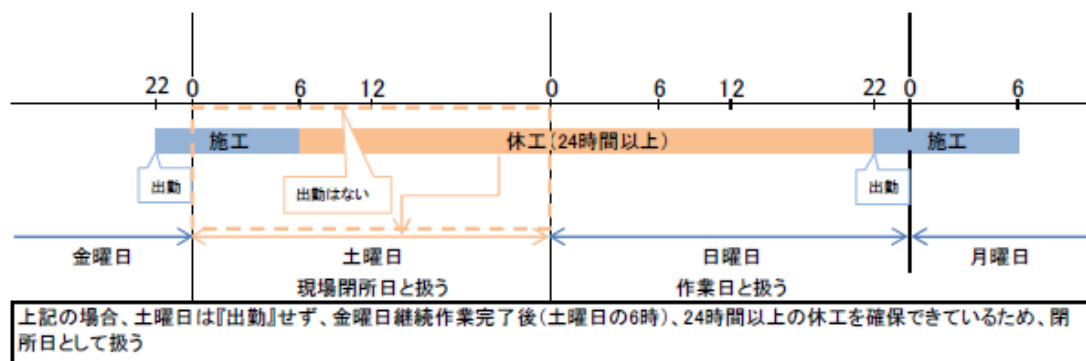 22 0 6 12 0 6 12 22 0 6
施工 休工(24時間以上) 施工
出勤 出勤はない 出勤
金曜日 土曜日 日曜日 月曜日
現場閉所日と扱う 作業日と扱う
上記の場合、土曜日は『出勤』せず、金曜日継続作業完了後(土曜日の6時)、24時間以上の休工を確保できているため、閉
所日として扱う